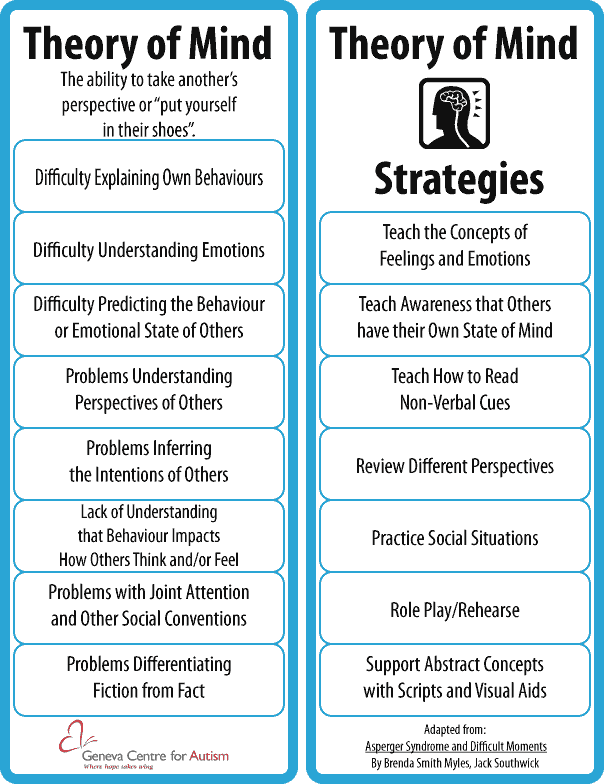 Theory of Mind
The ability to take another's
perspective or "put yourself
in their shoes".
Difficulty Explaining Own Behaviours
Difficulty Understanding Emotions
Difficulty Predicting the Behaviour
or Emotional State of Others
Problems Understanding
Perspectives of Others
Problems Inferring
the Intentions of Others
Lack of Understanding
that Behaviour Impacts
How Others Think and/or Feel
Problems with Joint Attention
and Other Social Conventions
Problems Differentiating
Fiction from Fact
Geneva Centre for Autism
Where hope takes wing
Theory of Mind
Strategies
Teach the Concepts of
Feelings and Emotions
Teach Awareness that Others
have their Own State of Mind
Teach How to Read
Non-Verbal Cues
Review Different Perspectives
Practice Social Situations
Role Play/Rehearse
Support Abstract Concepts
with Scripts and Visual Aids
Adapted from:
Asperger Syndrome and Difficult Moments
By Brenda Smith Myles, Jack Southwick